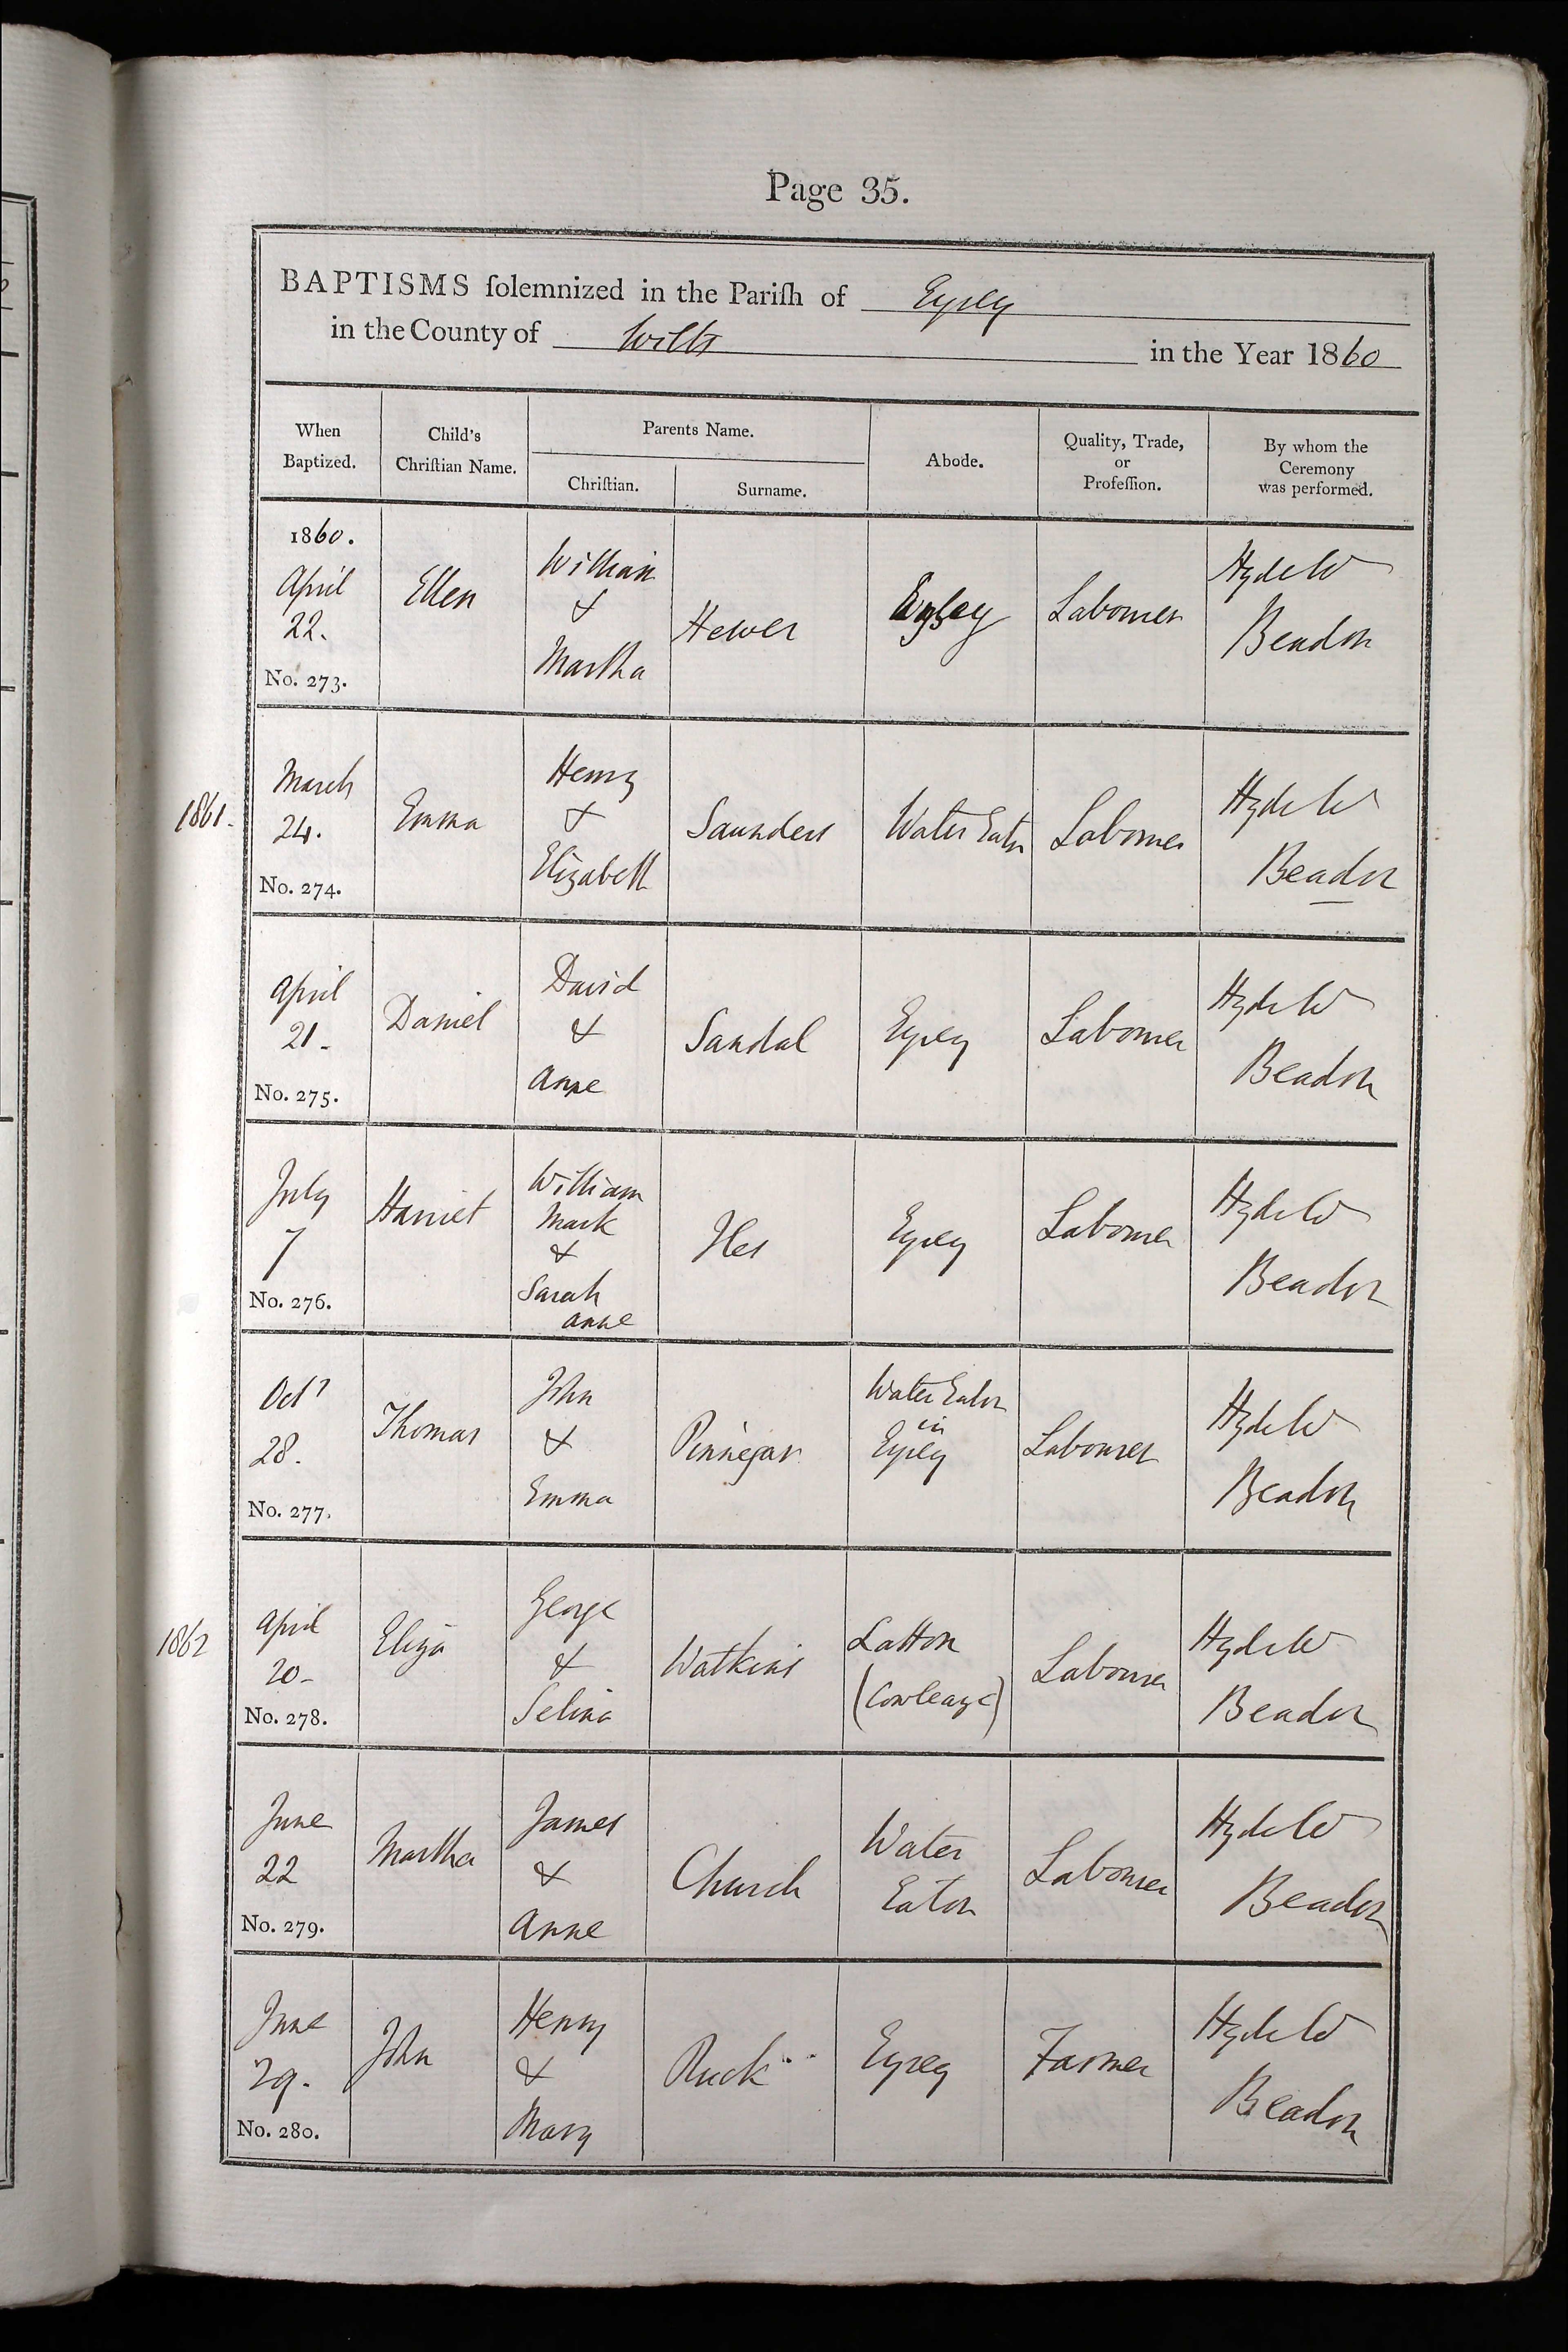 Page 35.
BAPTISMS ſolemnized in the Pariſh of Eysey
in the County of Wilts in the Year 1860
When Baptized. Child's Chriſtian Name. Parents Name. Abode. Quality, Trade, or Profeſſion. By whom the Ceremony was performed.
Chriſtian. Surname.
1860.
April
22.
No. 273.
Ellen
William
&
Martha
Hewer
Eysey
Labourer
Hyde W
Beadon
1861.
March
24.
No. 274.
Emma
Henry
&
Elizabeth
Saunders
Water Eaton
Labourer
Hyde W
Beadon
April
21-
No. 275.
Daniel
David
&
Anne
Sandal
Eysey
Labourer
Hyde W
Beadon
July
7
No. 276.
Harriet
William
Mark
&
Sarah
Anne
Iles
Eysey
Labourer
Hyde W
Beadon
Octr
28.
No. 277.
Thomas
John
&
Emma
Pinnegar
Water Eaton
in
Eysey
Labourer
Hyde W
Beadon
1862
April
20-
No. 278.
Eliza
George
&
Selina
Watkins
Latton
(Cowleaze)
Labourer
Hyde W
Beadon
June
22
No. 279.
Martha
James
&
Anne
Church
Water
Eaton
Labourer
Hyde W
Beadon
June
29.
No. 280.
John
Henry
&
Mary
Ruck
Eysey
Farmer
Hyde W
Beadon